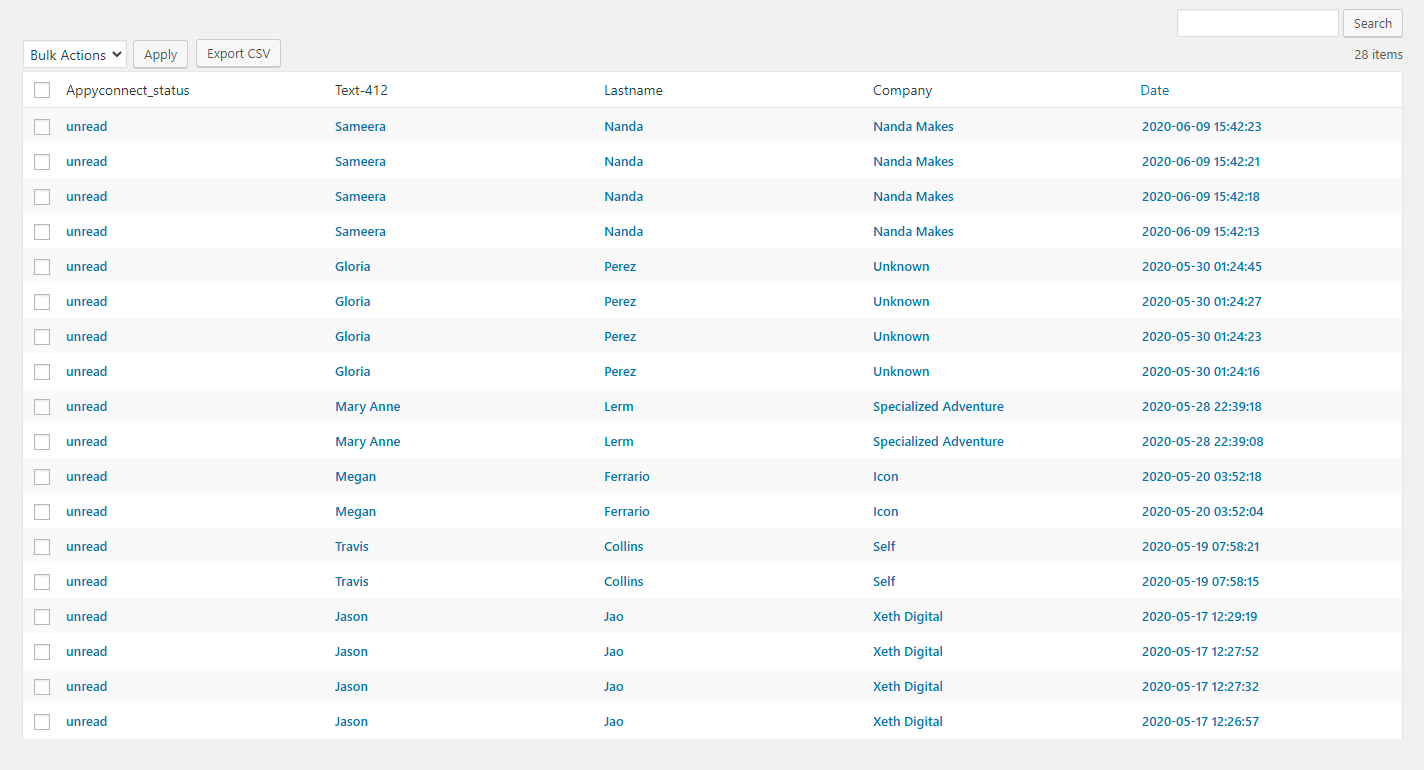 Search
Bulk Actions Apply Export CSV 28 items
Appyconnect_status Text-412 Lastname Company Date
unread Sameera Nanda Nanda Makes 2020-06-09 15:42:23
unread Sameera Nanda Nanda Makes 2020-06-09 15:42:21
unread Sameera Nanda Nanda Makes 2020-06-09 15:42:18
unread Sameera Nanda Nanda Makes 2020-06-09 15:42:13
unread Gloria Perez Unknown 2020-05-30 01:24:45
unread Gloria Perez Unknown 2020-05-30 01:24:27
unread Gloria Perez Unknown 2020-05-30 01:24:23
unread Gloria Perez Unknown 2020-05-30 01:24:16
unread Mary Anne Lerm Specialized Adventure 2020-05-28 22:39:18
unread Mary Anne Lerm Specialized Adventure 2020-05-28 22:39:08
unread Megan Ferrario Icon 2020-05-20 03:52:18
unread Megan Ferrario Icon 2020-05-20 03:52:04
unread Travis Collins Self 2020-05-19 07:58:21
unread Travis Collins Self 2020-05-19 07:58:15
unread Jason Jao Xeth Digital 2020-05-17 12:29:19
unread Jason Jao Xeth Digital 2020-05-17 12:27:52
unread Jason Jao Xeth Digital 2020-05-17 12:27:32
unread Jason Jao Xeth Digital 2020-05-17 12:26:57